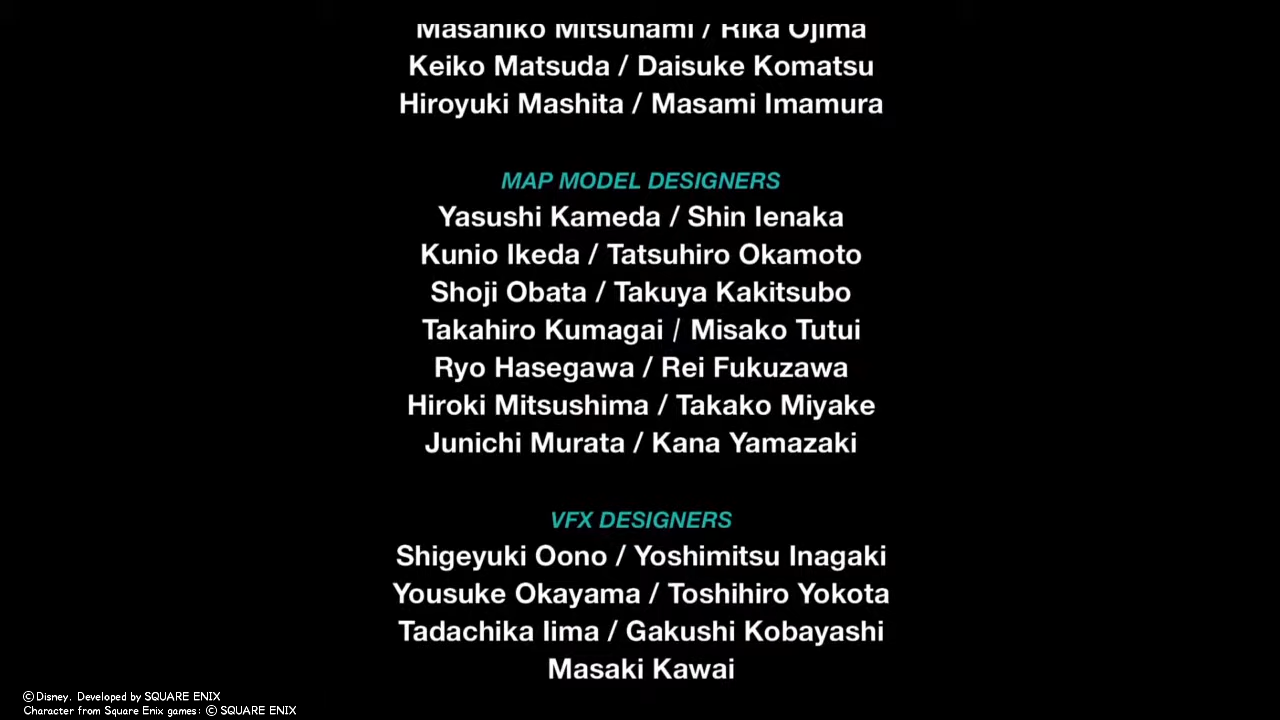 Masahiko Mitsunami / Rika Ojima
Keiko Matsuda / Daisuke Komatsu
Hiroyuki Mashita / Masami Imamura
MAP MODEL DESIGNERS
Yasushi Kameda / Shin Ienaka
Kunio Ikeda / Tatsuhiro Okamoto
Shoji Obata / Takuya Kakitsubo
Takahiro Kumagai / Misako Tutui
Ryo Hasegawa / Rei Fukuzawa
Hiroki Mitsushima / Takako Miyake
Junichi Murata / Kana Yamazaki
VFX DESIGNERS
Shigeyuki Oono / Yoshimitsu Inagaki
Yousuke Okayama / Toshihiro Yokota
Tadachika Iima / Gakushi Kobayashi
Masaki Kawai
©Disney. Developed by SQUARE ENIX
Character from Square Enix games: © SQUARE ENIX